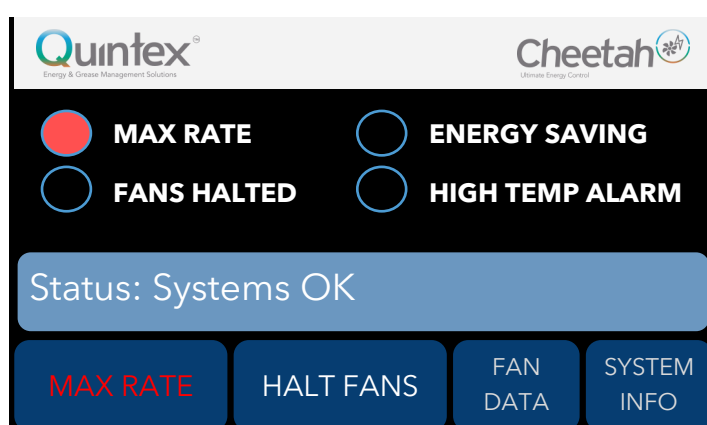 Quintex®
Energy & Grease Management Solutions
Cheetah
Ultimate Energy Control
MAX RATE
ENERGY SAVING
FANS HALTED
HIGH TEMP ALARM
Status: Systems OK
MAX RATE
HALT FANS
FAN
DATA
SYSTEM
INFO